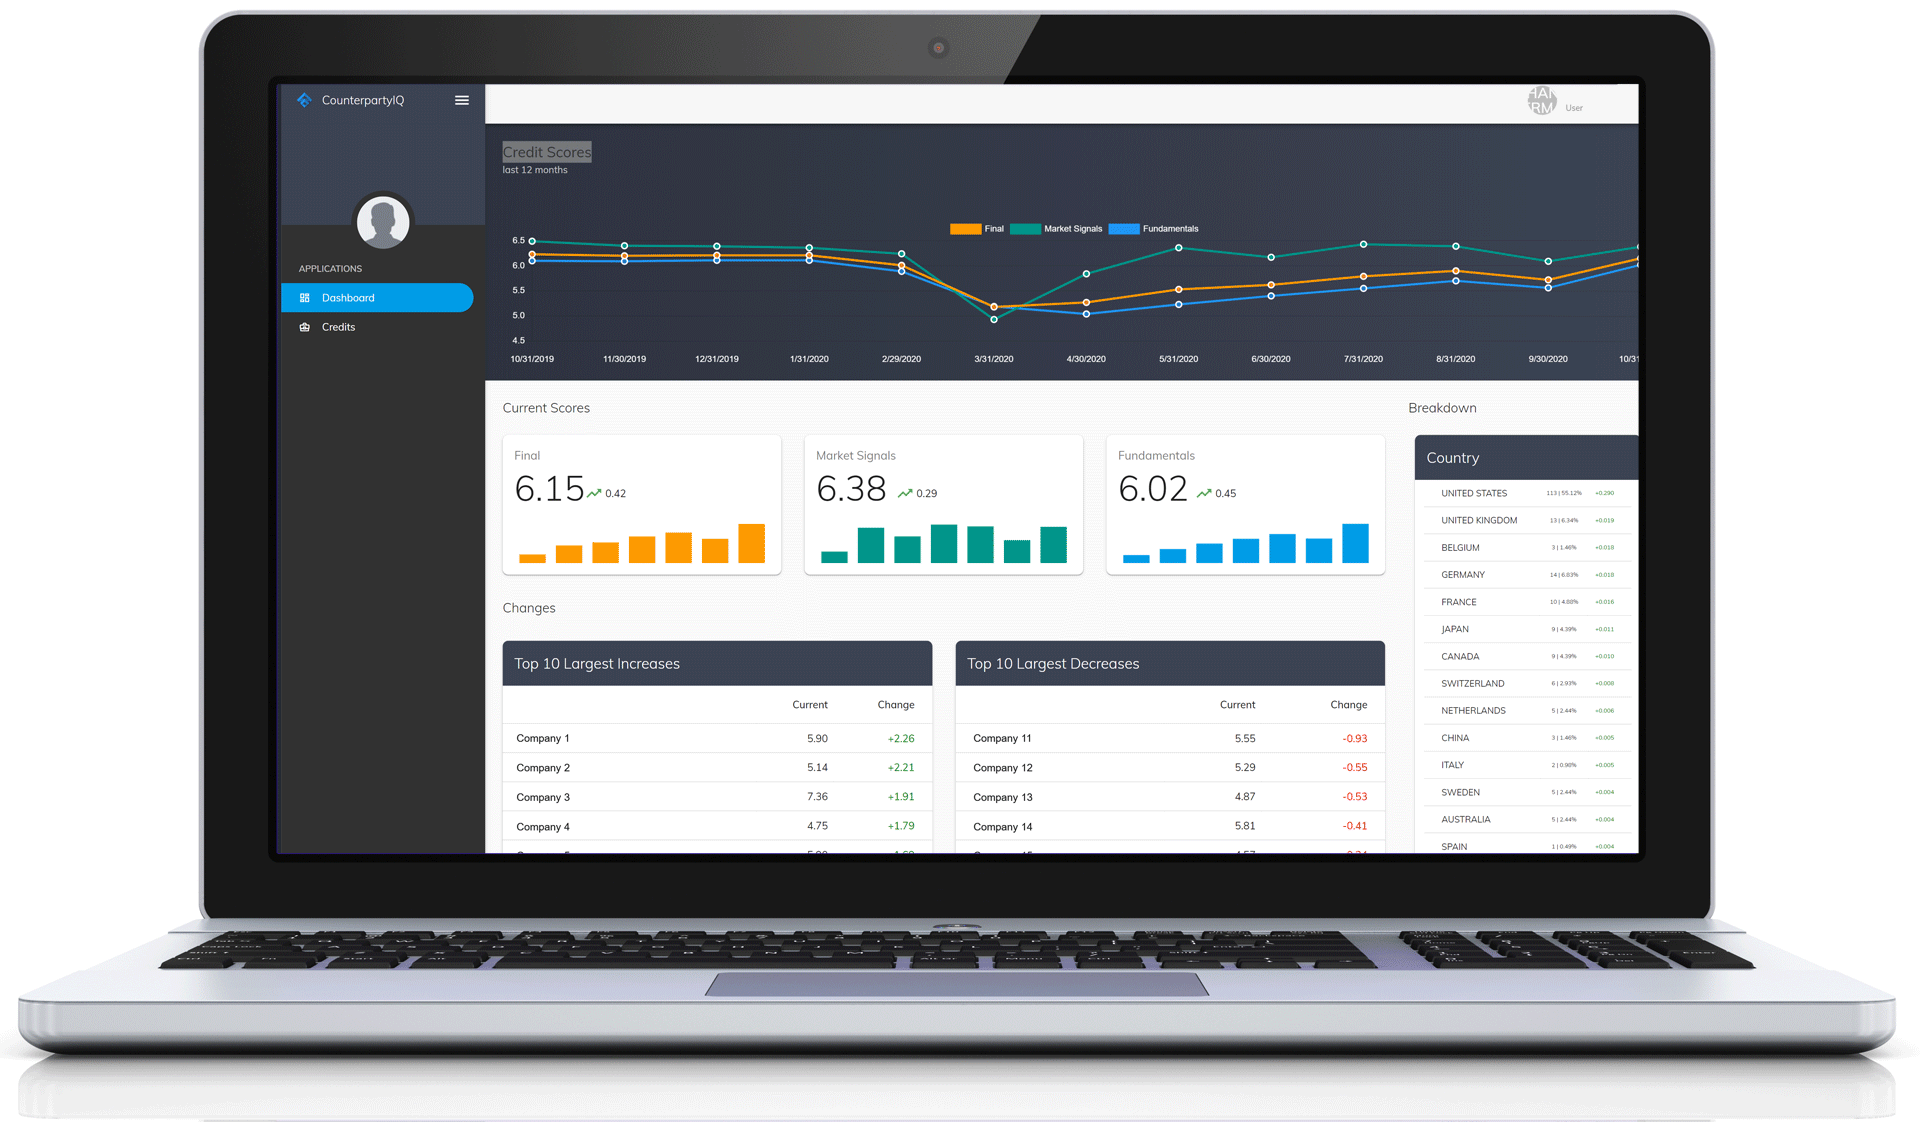 CounterpartyIQ
User
APPLICATIONS
Dashboard
Credits
Credit Scores
last 12 months
Final Market Signals Fundamentals
6.5
6.0
5.5
5.0
4.5
10/31/2019 11/30/2019 12/31/2019 1/31/2020 2/29/2020 3/31/2020 4/30/2020 5/31/2020 6/30/2020 7/31/2020 8/31/2020 9/30/2020 10/31
Current Scores
Final
6.15 0.42
Market Signals
6.38 0.29
Fundamentals
6.02 0.45
Changes
Top 10 Largest Increases
Current Change
Company 1 5.90 +2.26
Company 2 5.14 +2.21
Company 3 7.36 +1.91
Company 4 4.75 +1.79
Top 10 Largest Decreases
Current Change
Company 11 5.55 -0.93
Company 12 5.29 -0.55
Company 13 4.87 -0.53
Company 14 5.81 -0.41
Breakdown
Country
UNITED STATES 113 | 55.12% +0.290
UNITED KINGDOM 13 | 6.34% +0.019
BELGIUM 3 | 1.46% +0.018
GERMANY 14 | 6.83% +0.018
FRANCE 10 | 4.88% +0.016
JAPAN 9 | 4.39% +0.011
CANADA 9 | 4.39% +0.010
SWITZERLAND 6 | 2.93% +0.008
NETHERLANDS 5 | 2.44% +0.006
CHINA 3 | 1.46% +0.005
ITALY 2 | 0.98% +0.005
SWEDEN 5 | 2.44% +0.004
AUSTRALIA 5 | 2.44% +0.004
SPAIN 1 | 0.49% +0.004